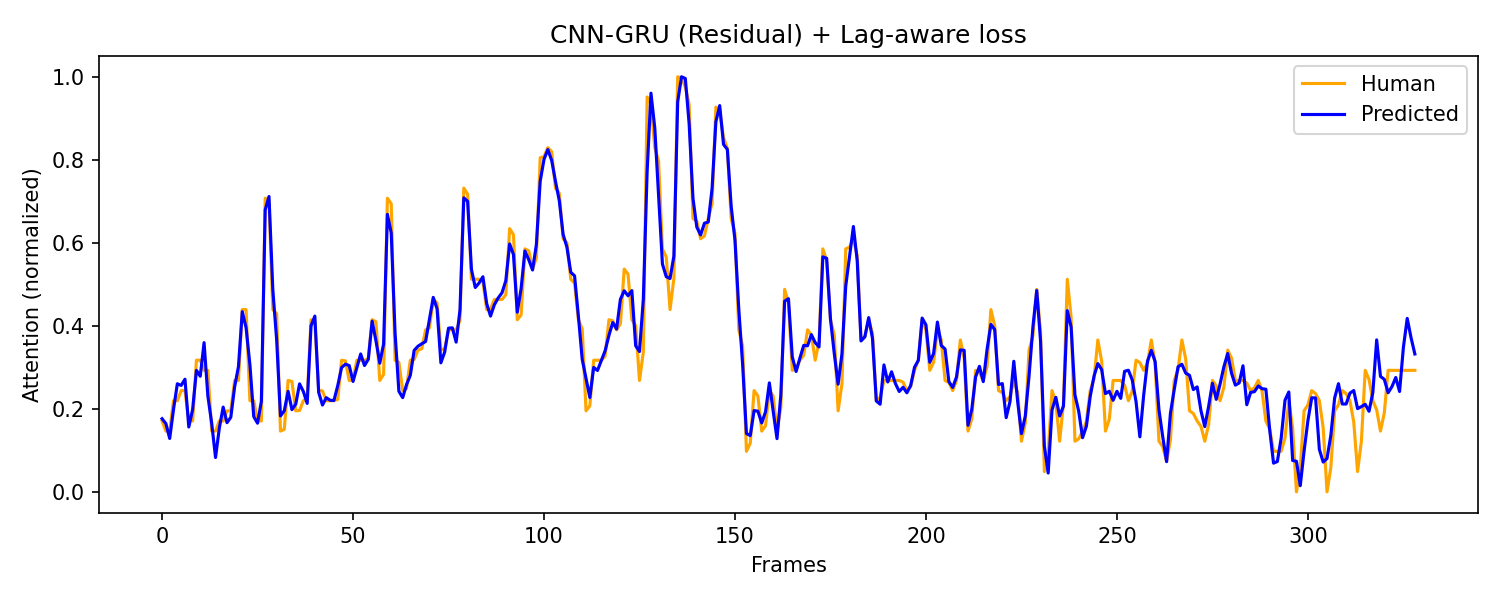 CNN-GRU (Residual) + Lag-aware loss
Human
Predicted
Attention (normalized)
1.0
0.8
0.6
0.4
0.2
0.0
0 50 100 150 200 250 300
Frames